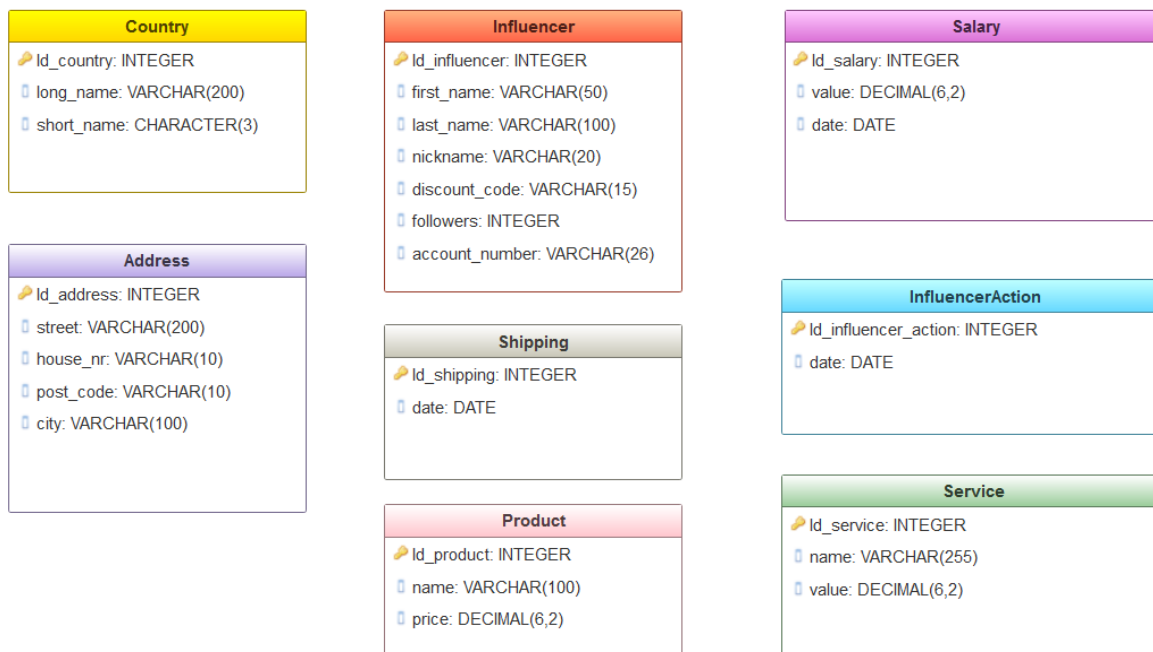 Country
Id_country: INTEGER
long_name: VARCHAR(200)
short_name: CHARACTER(3)
Address
Id_address: INTEGER
street: VARCHAR(200)
house_nr: VARCHAR(10)
post_code: VARCHAR(10)
city: VARCHAR(100)
Influencer
Id_influencer: INTEGER
first_name: VARCHAR(50)
last_name: VARCHAR(100)
nickname: VARCHAR(20)
discount_code: VARCHAR(15)
followers: INTEGER
account_number: VARCHAR(26)
Shipping
Id_shipping: INTEGER
date: DATE
Product
Id_product: INTEGER
name: VARCHAR(100)
price: DECIMAL(6,2)
Salary
Id_salary: INTEGER
value: DECIMAL(6,2)
date: DATE
InfluencerAction
Id_influencer_action: INTEGER
date: DATE
Service
Id_service: INTEGER
name: VARCHAR(255)
value: DECIMAL(6,2)